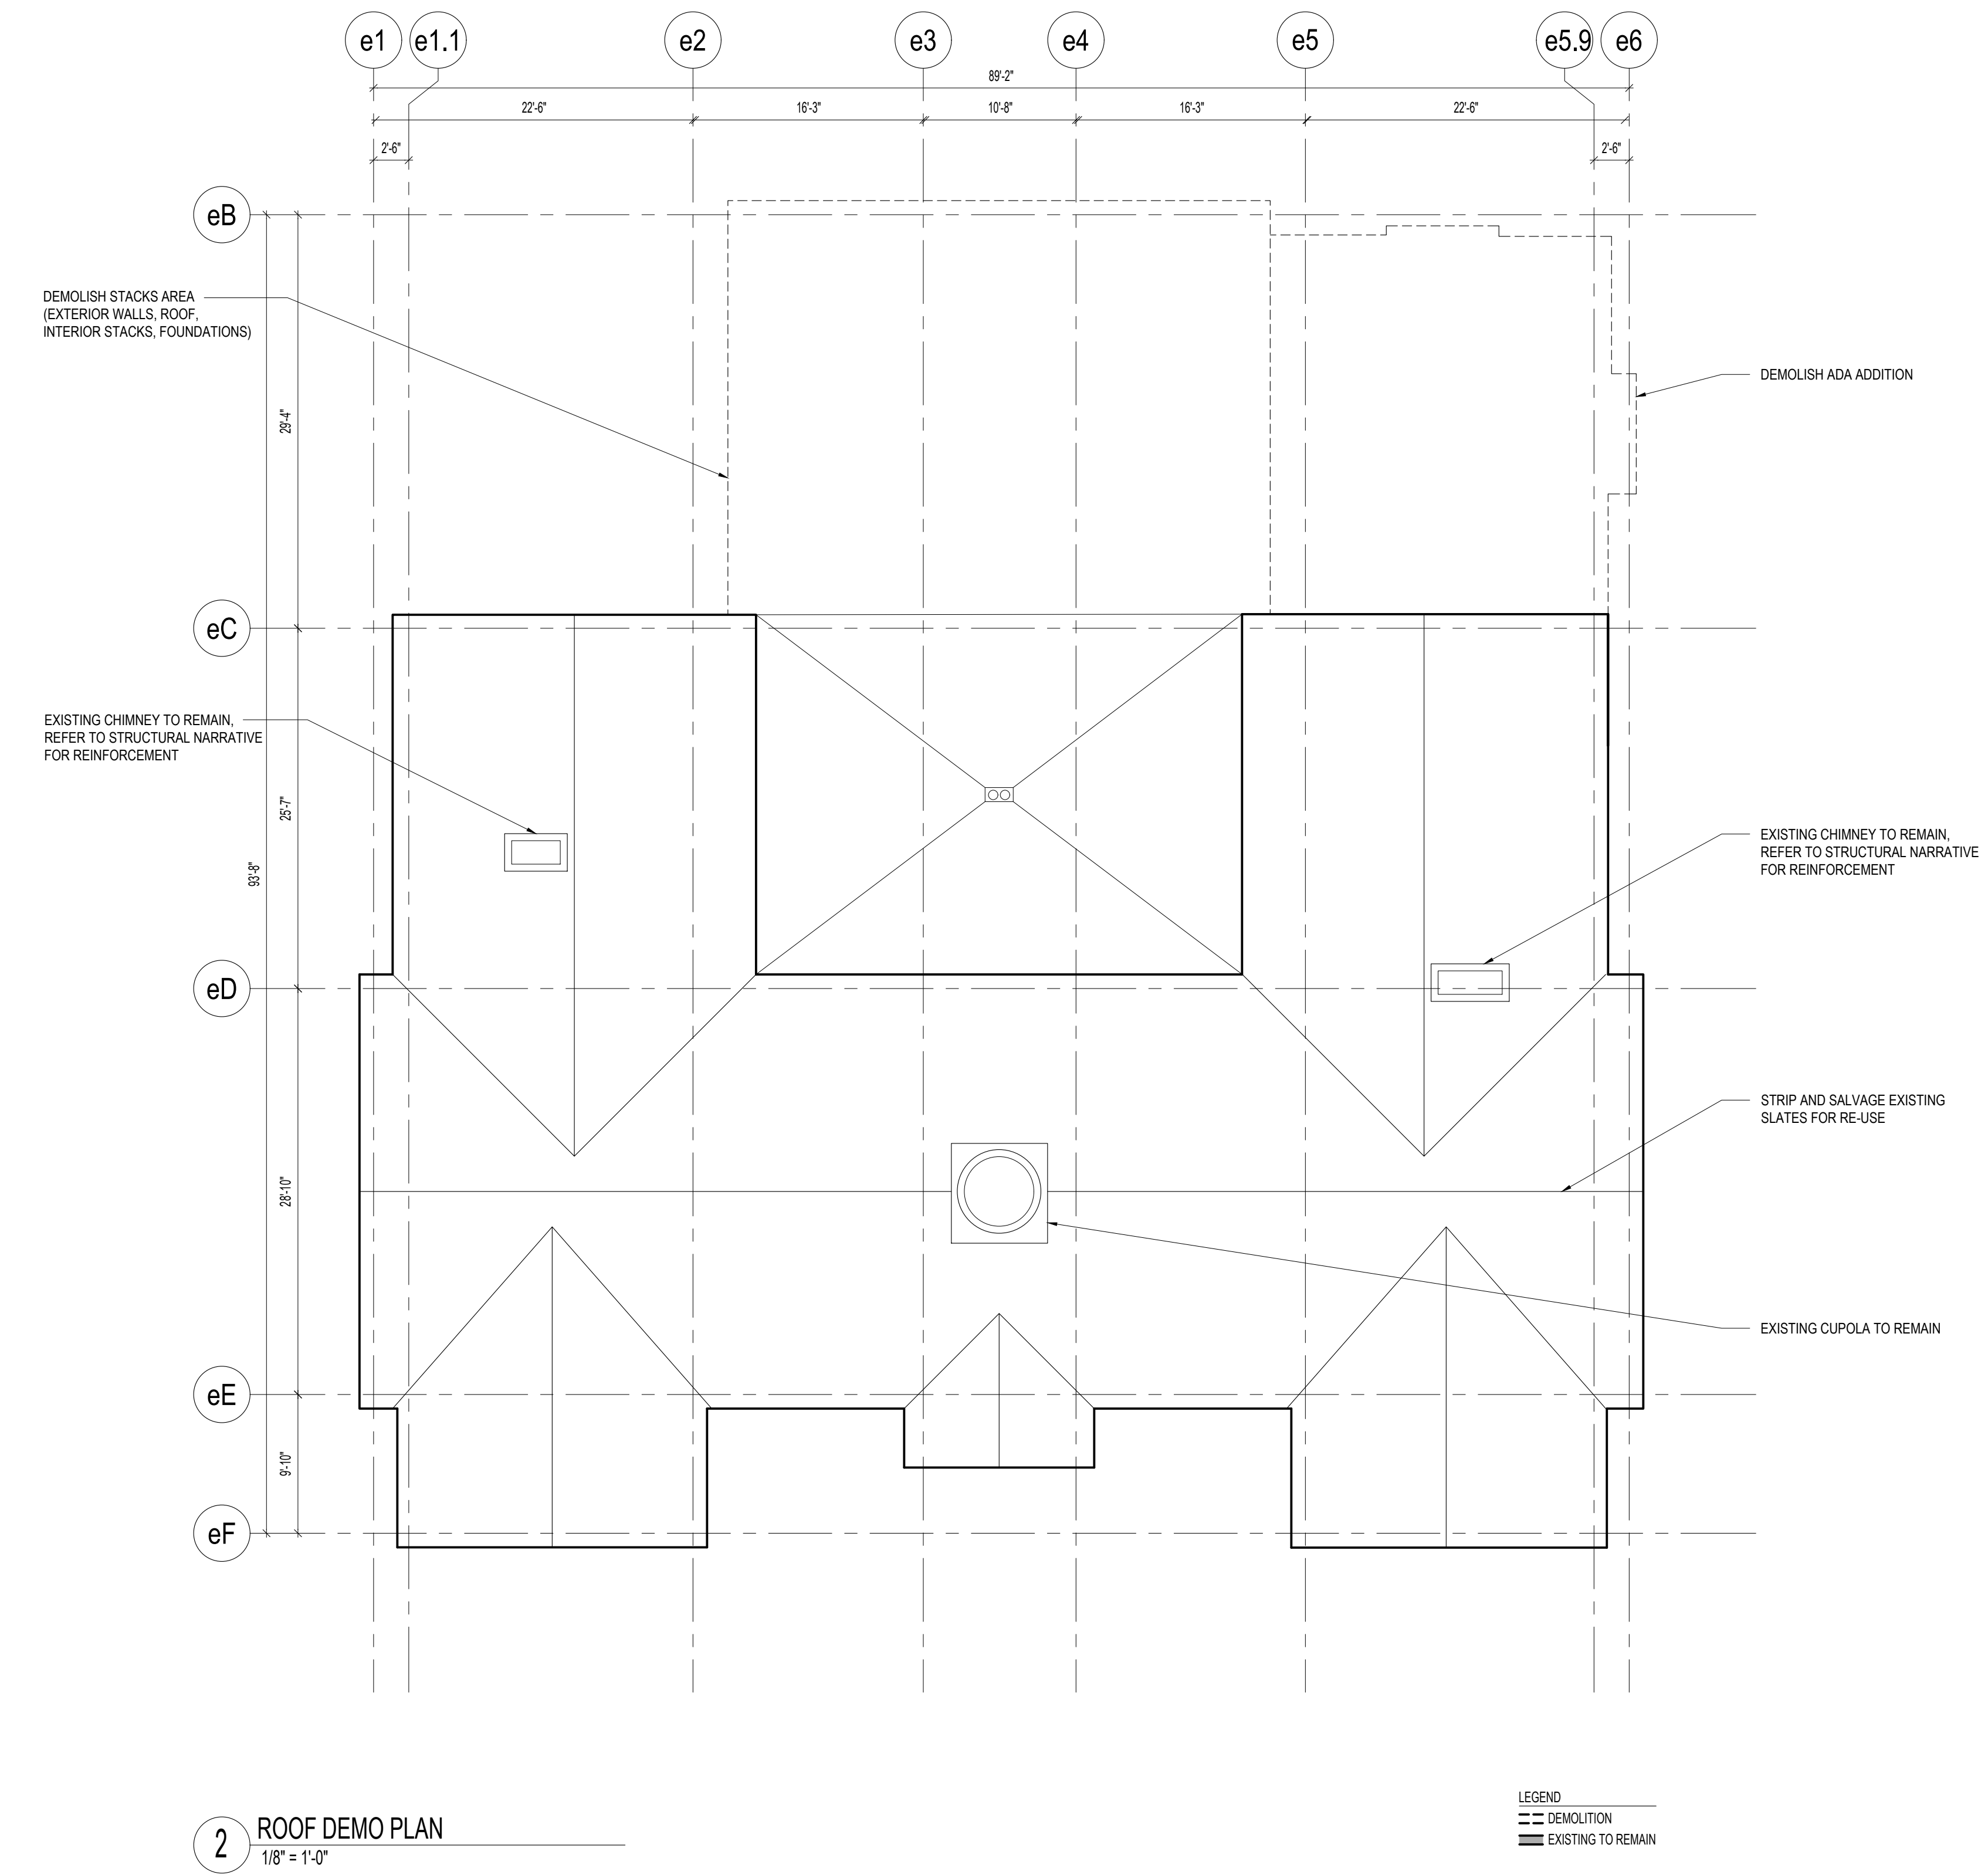 e1
e1.1
e2
e3
e4
e5
e5.9
e6
89'-2"
22'-6"
16'-3"
10'-8"
16'-3"
22'-6"
2'-6"
2'-6"
eB
DEMOLISH STACKS AREA
(EXTERIOR WALLS, ROOF,
INTERIOR STACKS, FOUNDATIONS)
DEMOLISH ADA ADDITION
29'-4"
eC
EXISTING CHIMNEY TO REMAIN,
REFER TO STRUCTURAL NARRATIVE
FOR REINFORCEMENT
25'-7"
93'-8"
EXISTING CHIMNEY TO REMAIN,
REFER TO STRUCTURAL NARRATIVE
FOR REINFORCEMENT
eD
STRIP AND SALVAGE EXISTING
SLATES FOR RE-USE
28'-10"
EXISTING CUPOLA TO REMAIN
eE
9'-10"
eF
LEGEND
DEMOLITION
EXISTING TO REMAIN
2
ROOF DEMO PLAN
1/8" = 1'-0"